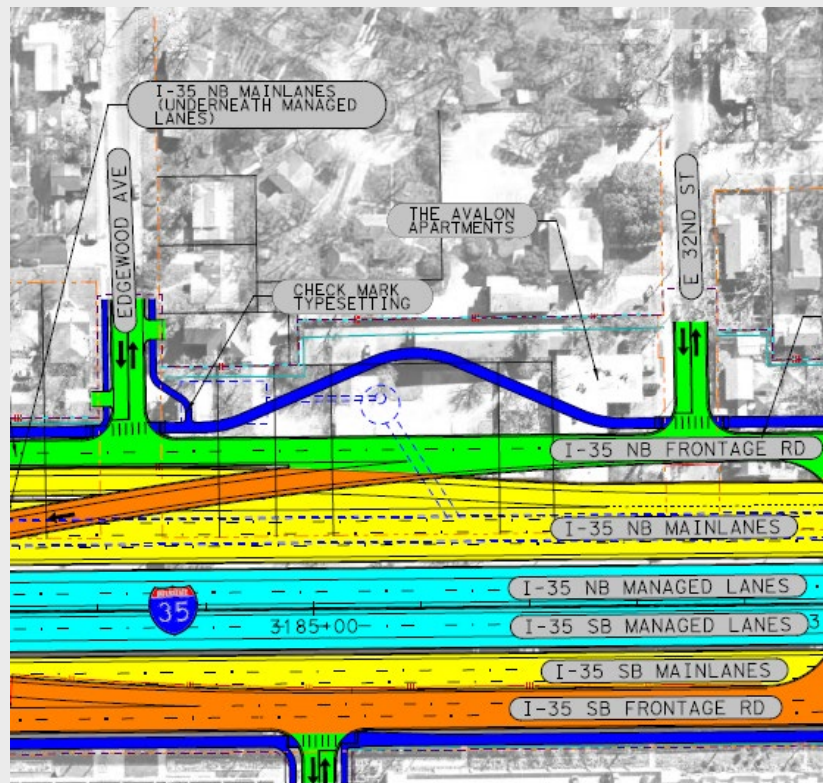 I-35 NB MAINLANES
(UNDERNEATH MANAGED
LANES)
EDGEWOOD AVE
THE AVALON
APARTMENTS
E 32ND ST
CHECK MARK
TYPESETTING
I-35 NB FRONTAGE RD
I-35 NB MAINLANES
I-35 NB MANAGED LANES
INTERSTATE
35
3185+00
I-35 SB MANAGED LANES
3
I-35 SB MAINLANES
I-35 SB FRONTAGE RD